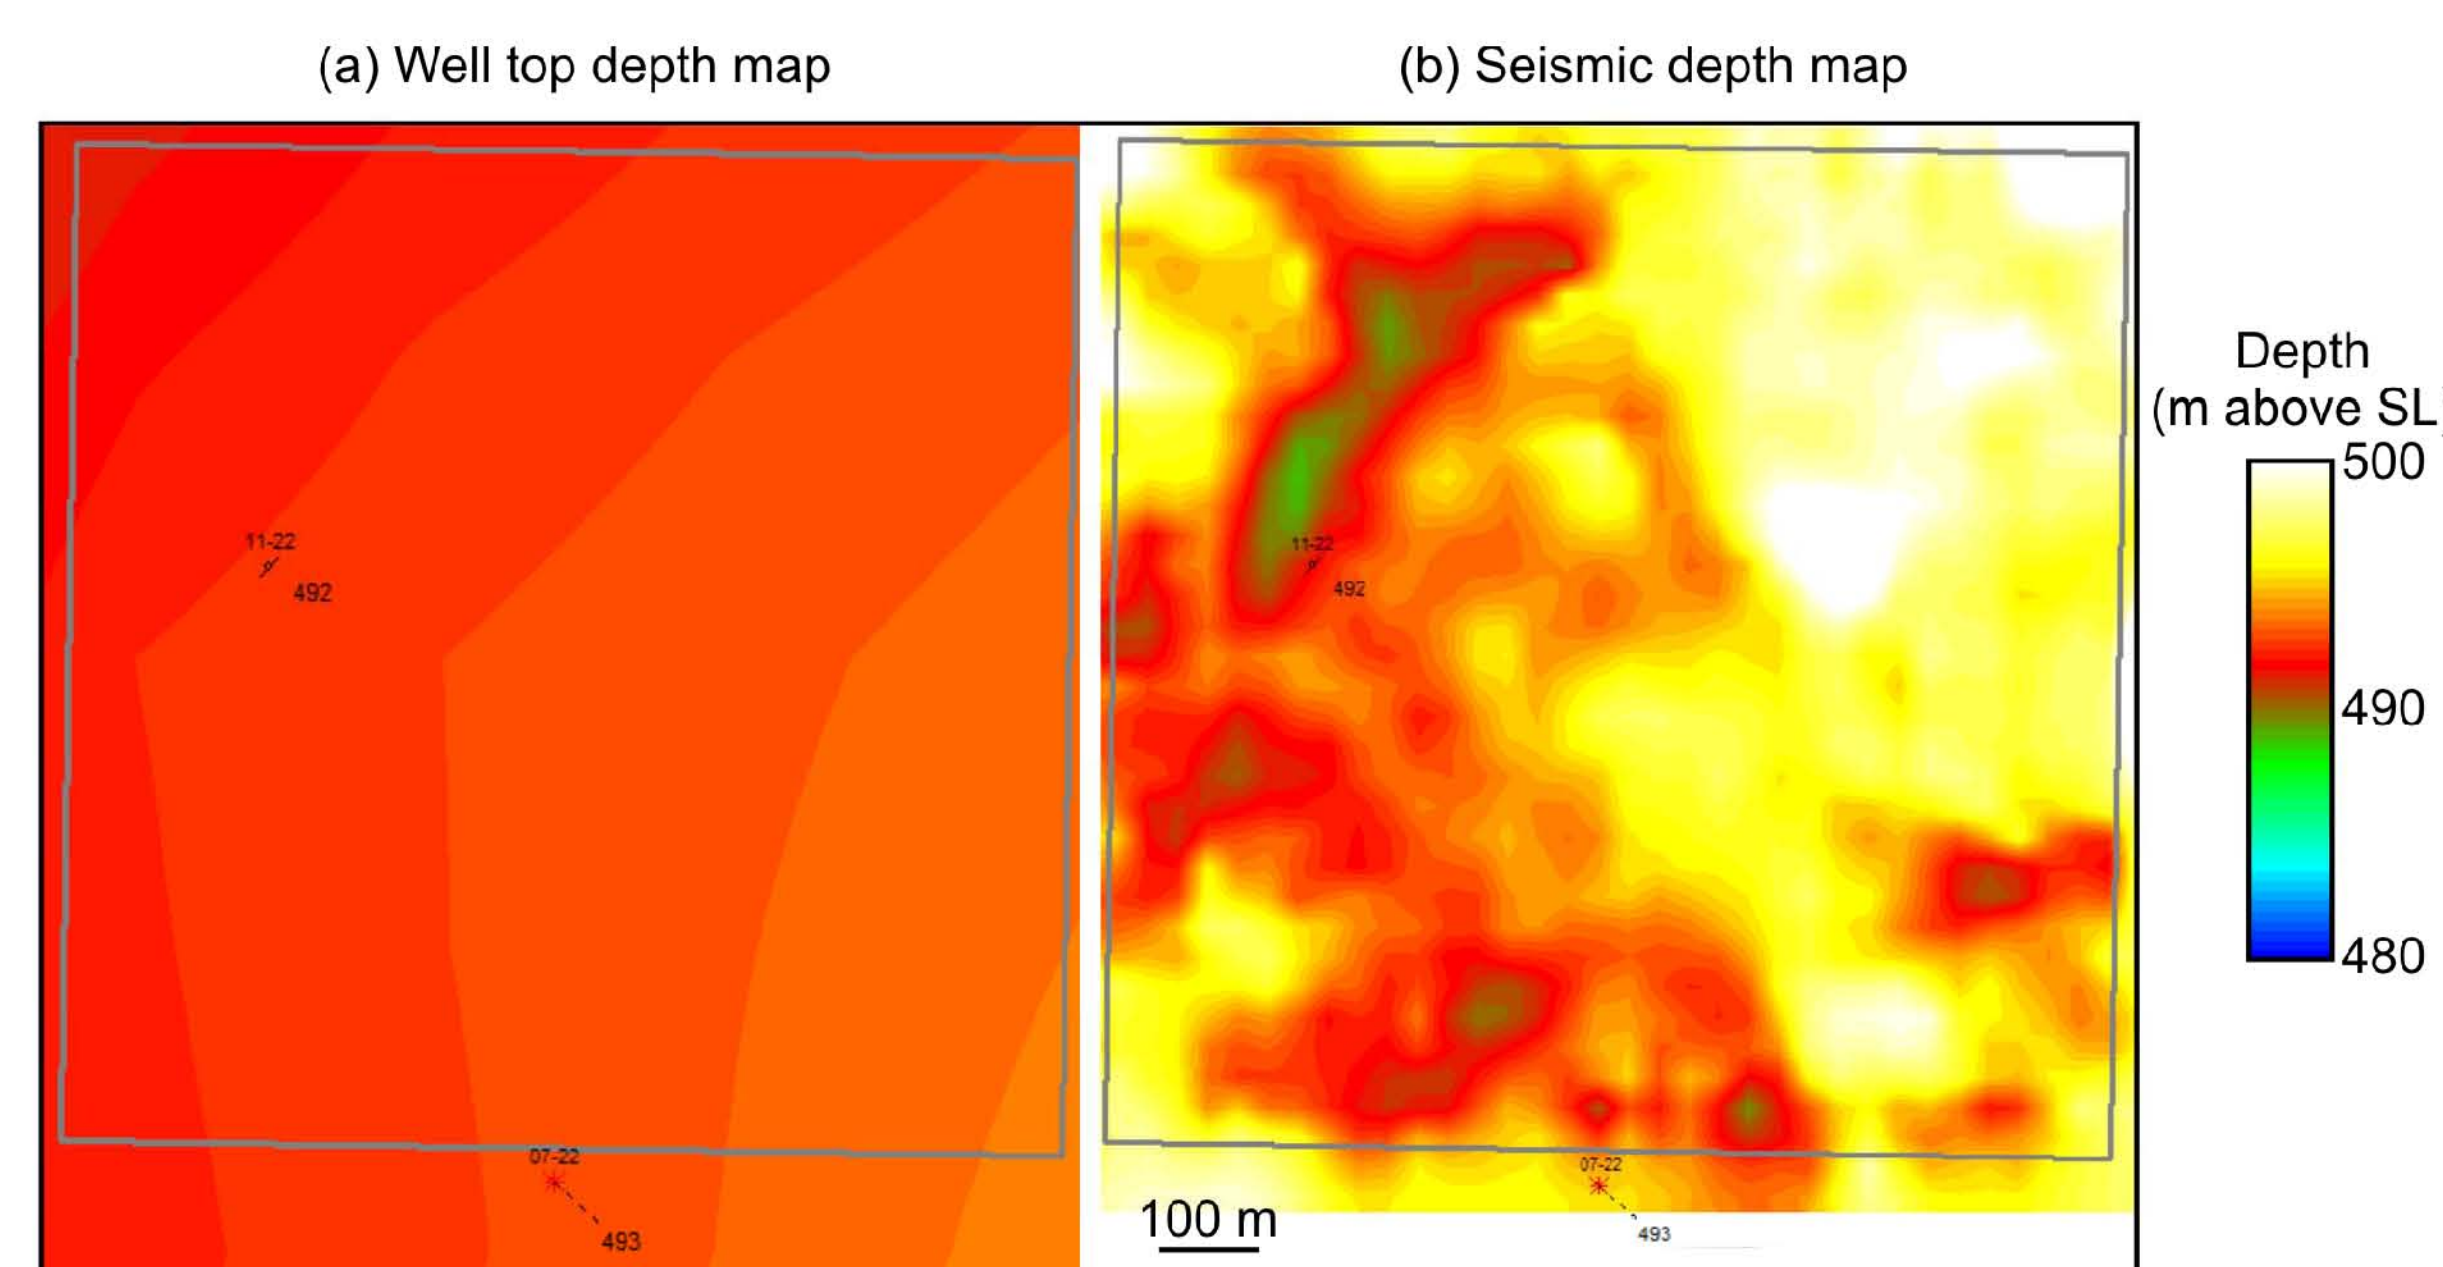 (a) Well top depth map
(b) Seismic depth map
11-22
492
07-22
493
11-22
492
07-22
493
100 m
Depth
(m above SL)
500
490
480